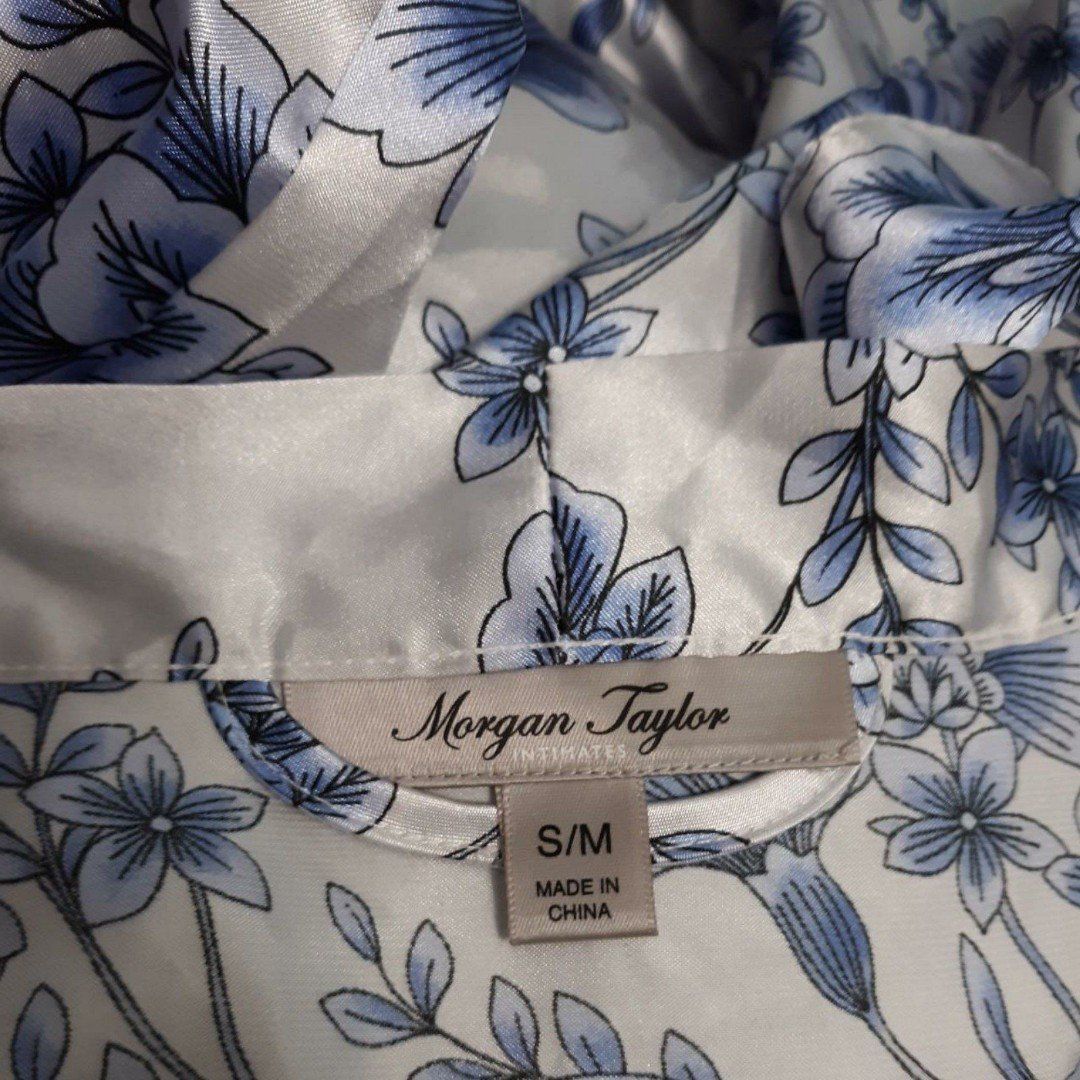 Morgan Taylor
INTIMATES
S/M
MADE IN
CHINA